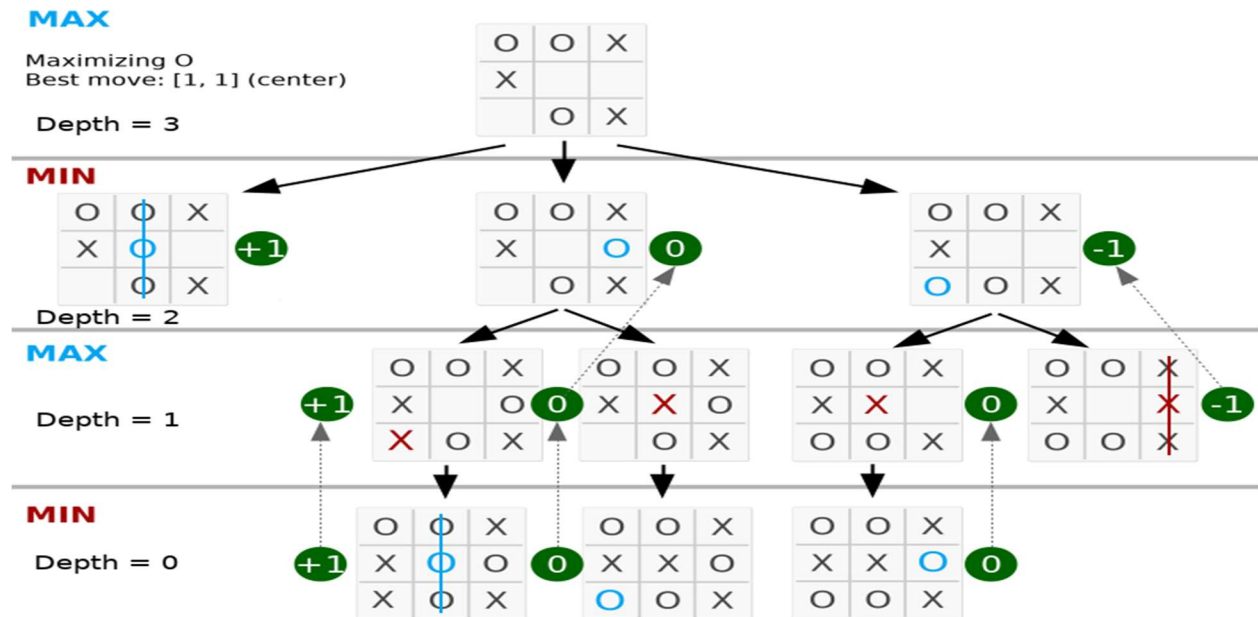 MAX
Maximizing O
Best move: [1, 1] (center)
Depth = 3
O O X
X
O X
MIN
O O X
X O
O X
+1
O O X
X O
O X
0
O O X
X
O O X
-1
Depth = 2
MAX
Depth = 1
+1
O O X
X O
X O X
0
O O X
X X O
O X
O O X
X X
O O X
0
O O X
X X
O O X
-1
MIN
Depth = 0
+1
O O X
X O O
X O X
0
O O X
X X O
O O X
O O X
X X O
O O X
0